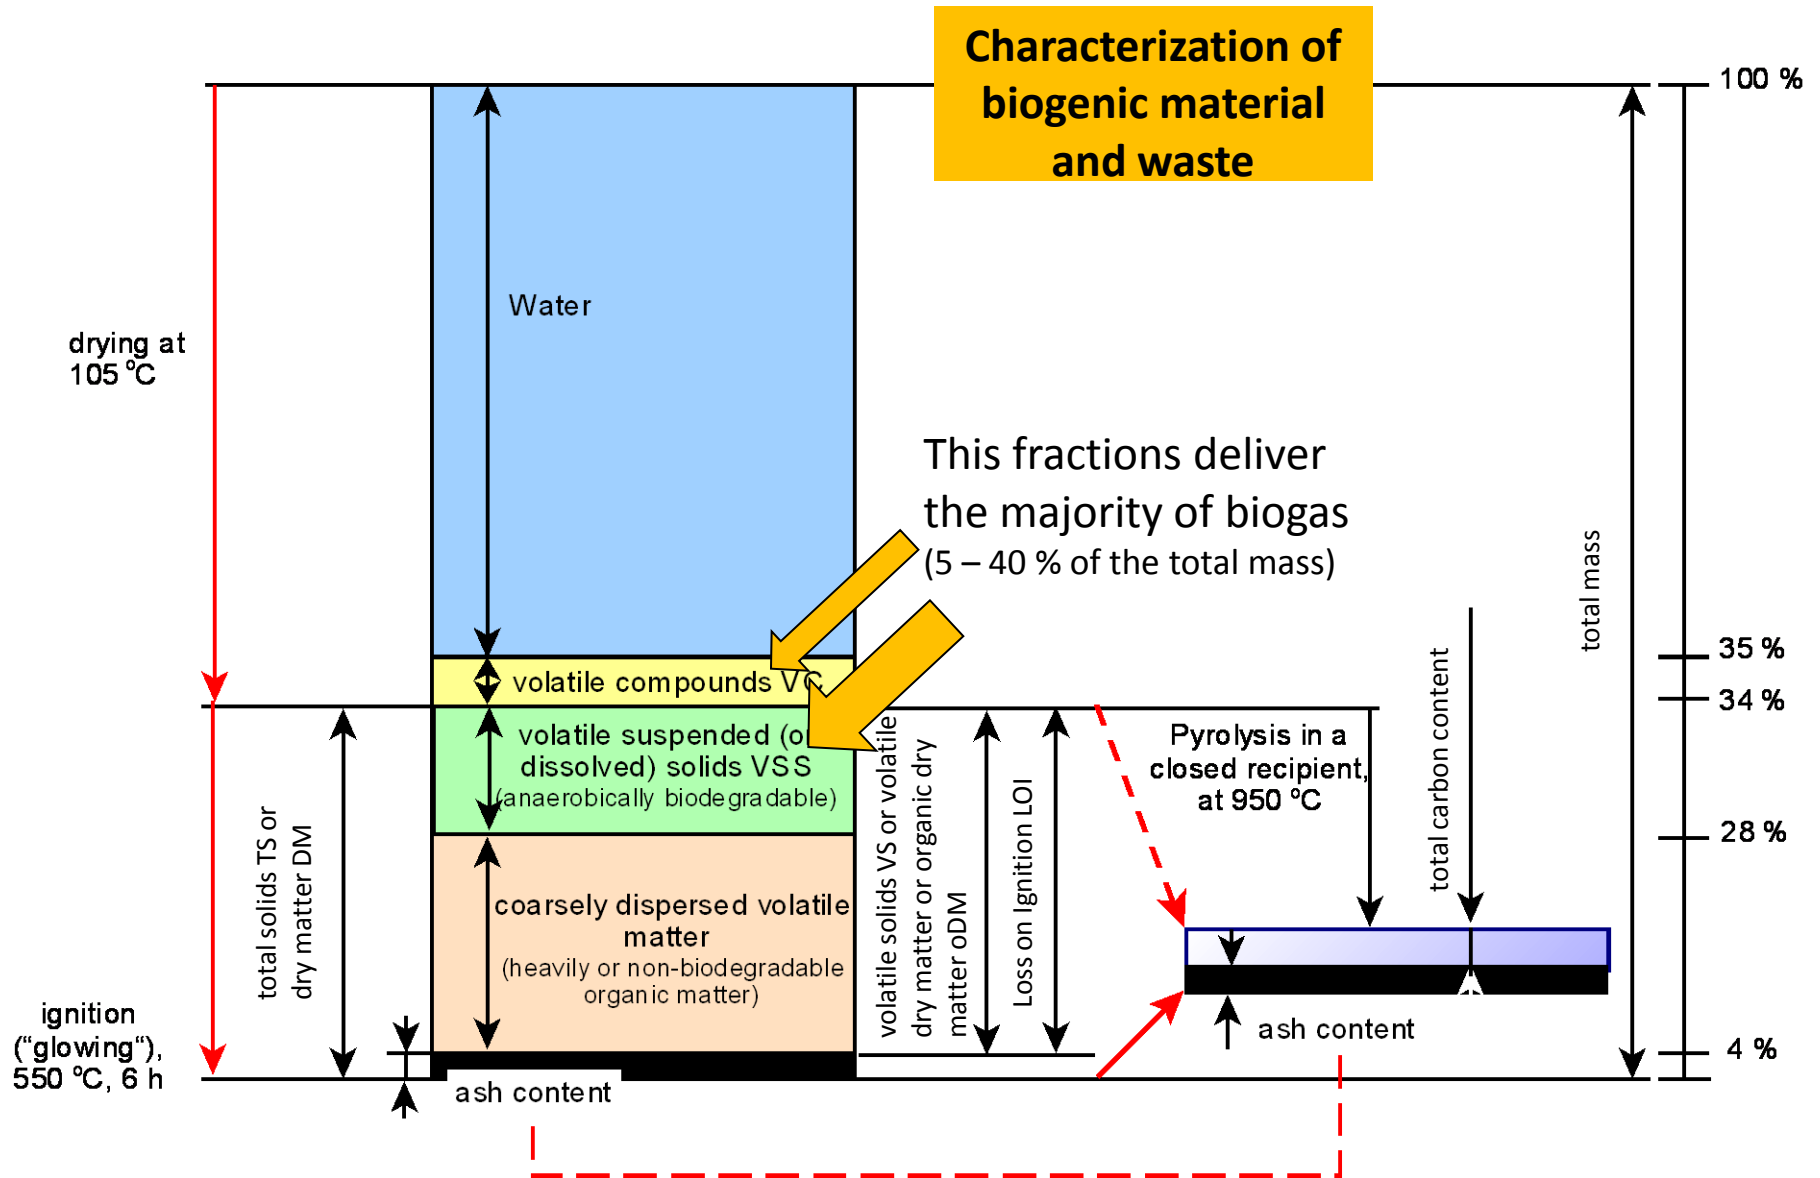 Characterization of
biogenic material
and waste
100 %
Water
drying at
105 °C
This fractions deliver
the majority of biogas
(5 – 40 % of the total mass)
total mass
35 %
volatile compounds VC
34 %
volatile suspended (or
dissolved) solids VSS
(anaerobically biodegradable)
total solids TS or
dry matter DM
volatile solids VS or volatile
dry matter or organic dry
matter oDM
Loss on Ignition LOI
Pyrolysis in a
closed recipient,
at 950 °C
total carbon content
28 %
coarsely dispersed volatile
matter
(heavily or non-biodegradable
organic matter)
ignition
("glowing"),
550 °C, 6 h
ash content
ash content
4 %